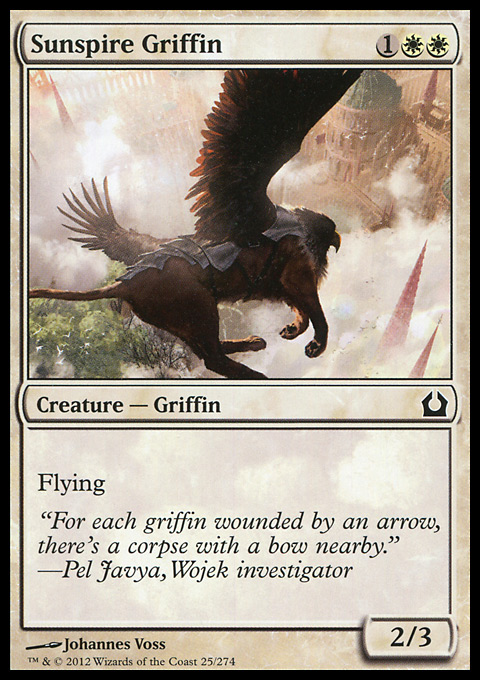 Sunspire Griffin 1
Creature — Griffin
Flying
“For each griffin wounded by an arrow,
there's a corpse with a bow nearby.”
—Pel Javya, Wojek investigator
2/3
Johannes Voss
™ & © 2012 Wizards of the Coast 25/274